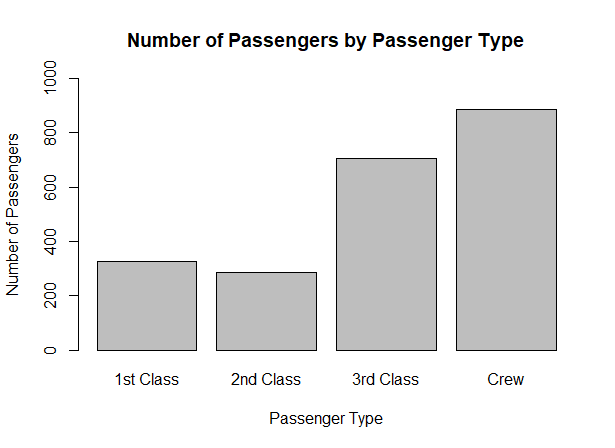 Number of Passengers by Passenger Type
Number of Passengers
1000
800
600
400
200
0
1st Class
2nd Class
3rd Class
Crew
Passenger Type